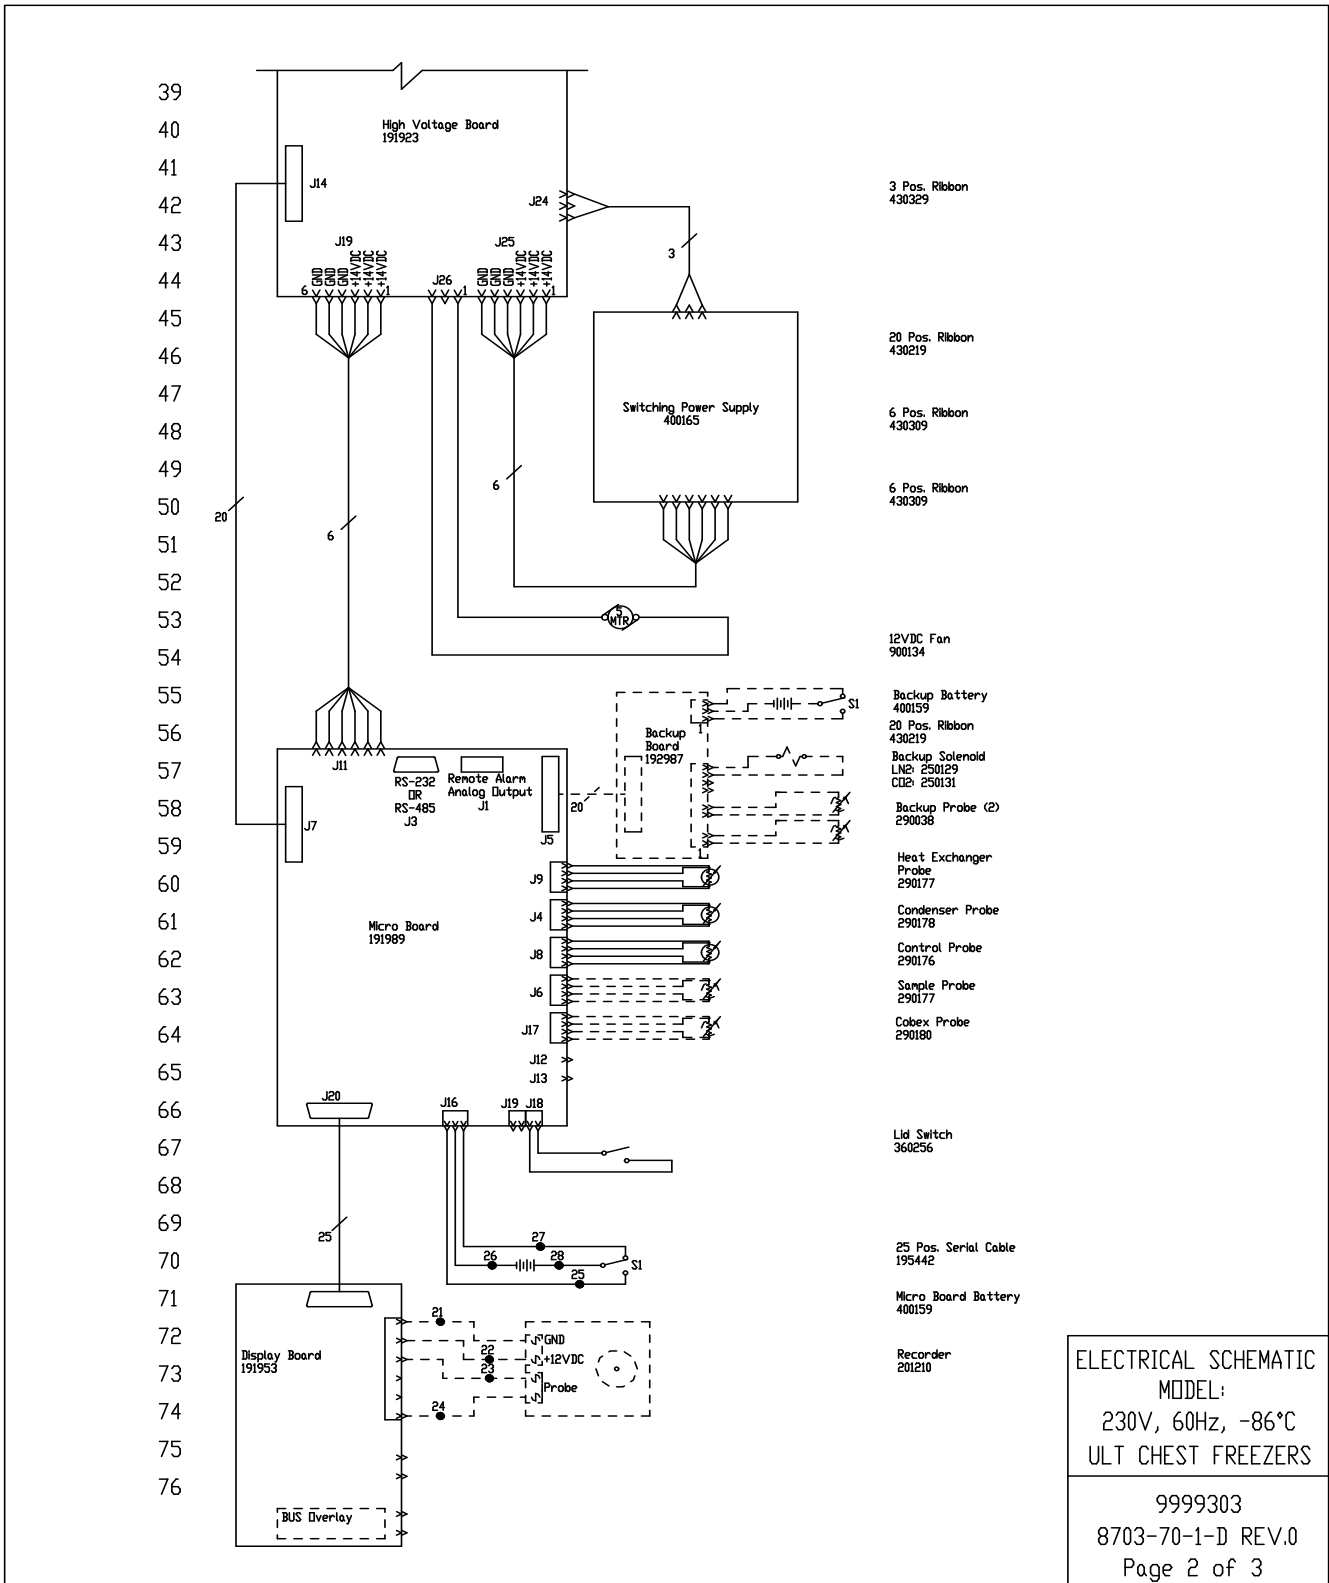 39
40
41
42
43
44
45
46
47
48
49
50
51
52
53
54
55
56
57
58
59
60
61
62
63
64
65
66
67
68
69
70
71
72
73
74
75
76
High Voltage Board
191923
J14
J24
J19
GND
GND
GND
+14VDC
+14VDC
+14VDC
6
1
J26
1
J25
GND
GND
GND
+14VDC
+14VDC
+14VDC
1
3
Switching Power Supply
400165
20
6
6
5
MTR
S1
1
Backup
Board
192987
1
20
J11
RS-232
OR
RS-485
J3
Remote Alarm
Analog Output
J1
J5
J7
J9
J4
J8
J6
J17
J12
J13
Micro Board
191989
J20
J16
J19
J18
25
27
26
28
25
S1
21
22
23
24
GND
+12VDC
Probe
Display Board
191953
BUS Overlay
3 Pos. Ribbon
430329
20 Pos. Ribbon
430219
6 Pos. Ribbon
430309
6 Pos. Ribbon
430309
12VDC Fan
900134
Backup Battery
400159
20 Pos. Ribbon
430219
Backup Solenoid
LN2: 250129
CO2: 250131
Backup Probe (2)
290038
Heat Exchanger
Probe
290177
Condenser Probe
290178
Control Probe
290176
Sample Probe
290177
Cobex Probe
290180
Lid Switch
360256
25 Pos. Serial Cable
195442
Micro Board Battery
400159
Recorder
201210
ELECTRICAL SCHEMATIC
MODEL:
230V, 60Hz, -86°C
ULT CHEST FREEZERS
9999303
8703-70-1-D REV.0
Page 2 of 3